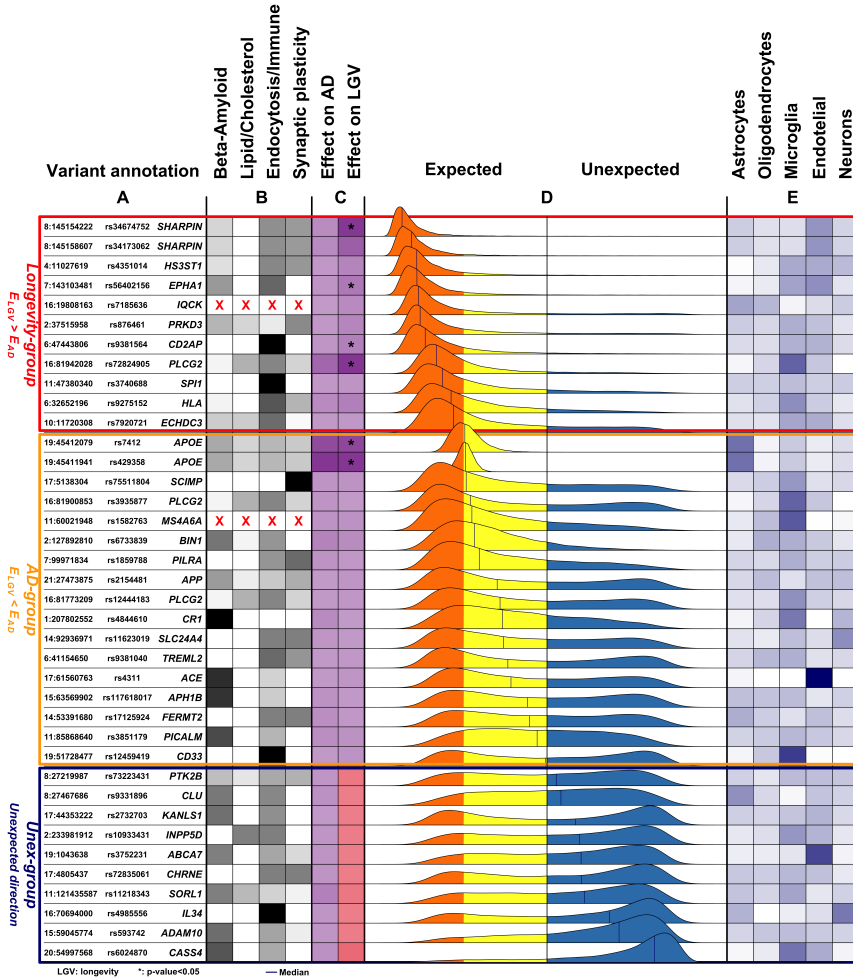 Beta-Amyloid
Lipid/Cholesterol
Endocytosis/Immune
Synaptic plasticity
Effect on AD
Effect on LGV
Astrocytes
Oligodendrocytes
Microglia
Endotelial
Neurons
Variant annotation
Expected
Unexpected
A B C D E
Longevity-group
E LGV > E AD
8:145154222 rs34674752 SHARPIN *
8:145158607 rs34173062 SHARPIN
4:11027619 rs4351014 HS3ST1
7:143103481 rs56402156 EPHA1 *
16:19808163 rs7185636 IQCK X X X X
2:37515958 rs876461 PRKD3
6:47443806 rs9381564 CD2AP *
16:81942028 rs72824905 PLCG2 *
11:47380340 rs3740688 SPI1
6:32652196 rs9275152 HLA
10:11720308 rs7920721 ECHDC3
AD-group
E LGV < E AD
19:45412079 rs7412 APOE *
19:45411941 rs429358 APOE *
17:5138304 rs75511804 SCIMP
16:81900853 rs3935877 PLCG2
11:60021948 rs1582763 MS4A6A X X X X
2:127892810 rs6733839 BIN1
7:99971834 rs1859788 PILRA
21:27473875 rs2154481 APP
16:81773209 rs12444183 PLCG2
1:207802552 rs4844610 CR1
14:92936971 rs11623019 SLC24A4
6:41154650 rs9381040 TREML2
17:61560763 rs4311 ACE
15:63569902 rs117618017 APH1B
14:53391680 rs17125924 FERMT2
11:85868640 rs3851179 PICALM
19:51728477 rs12459419 CD33
Unex-group
Unexpected direction
8:27219987 rs73223431 PTK2B
8:27467686 rs9331896 CLU
17:44353222 rs2732703 KANLS1
2:233981912 rs10933431 INPP5D
19:1043638 rs3752231 ABCA7
17:4805437 rs72835061 CHRNE
11:121435587 rs11218343 SORL1
16:70694000 rs4985556 IL34
15:59045774 rs593742 ADAM10
20:54997568 rs6024870 CASS4
LGV: longevity *: p-value<0.05 Median